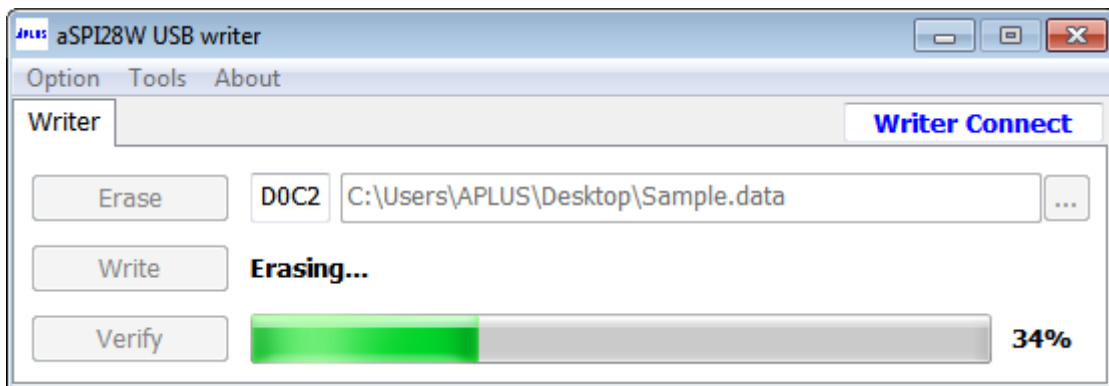 APLUS aSPI28W USB writer
Option Tools About
Writer Writer Connect
Erase D0C2 C:\Users\APLUS\Desktop\Sample.data ...
Write Erasing...
Verify 34%